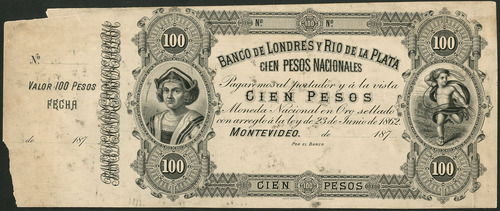 Nº
VALOR 100 PESOS
FECHA
de 187
100
Nº
Nº
100
BANCO DE LONDRES Y RIO DE LA PLATA
CIEN PESOS NACIONALES
Pagaremos al portador y á la vista
CIEN PESOS
Moneda Nacional en Oro sellado
con arreglo á la ley de 23 de Junio de 1862.
MONTEVIDEO, de 187
POR EL BANCO
100
CIEN 100 PESOS
100